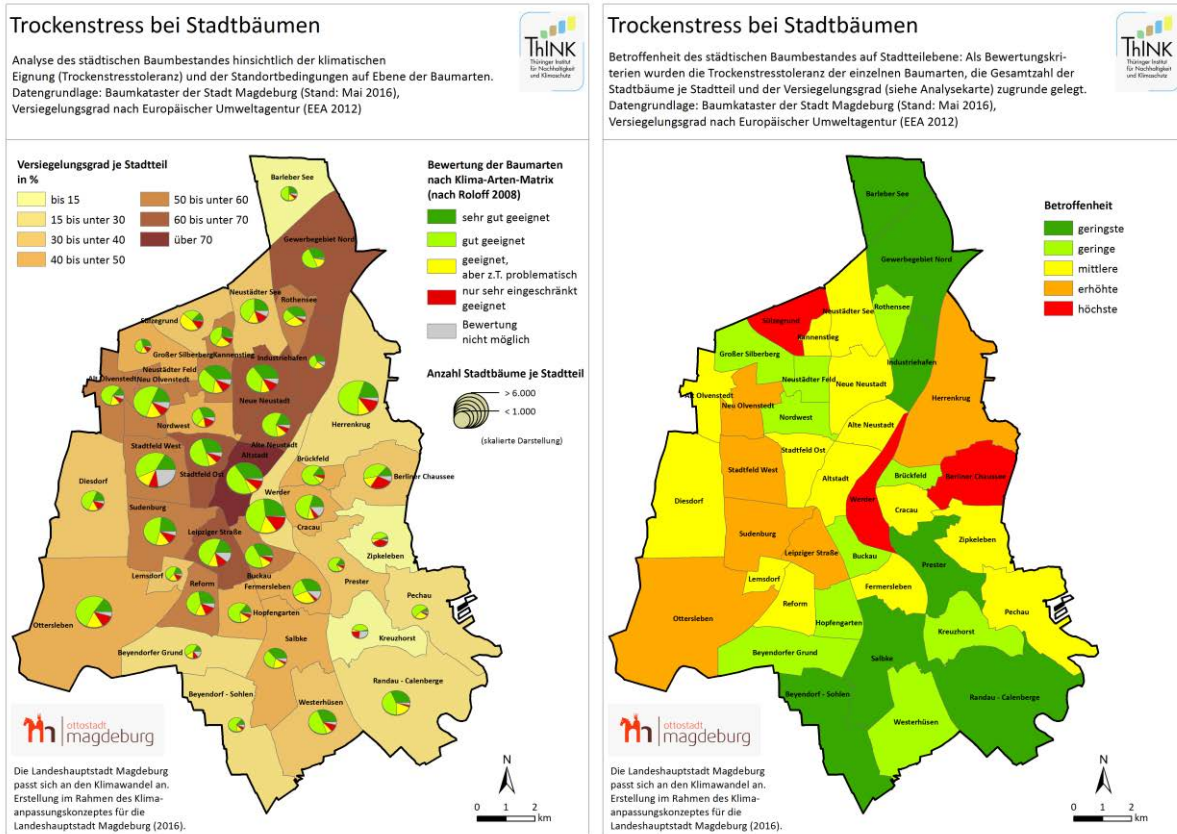 Trockenstress bei Stadtbäumen
ThINK
Thüringer Institut
für Nachhaltigkeit
und Klimaschutz
Analyse des städtischen Baumbestandes hinsichtlich der klimatischen
Eignung (Trockenstresstoleranz) und der Standortbedingungen auf Ebene der Baumarten.
Datengrundlage: Baumkataster der Stadt Magdeburg (Stand: Mai 2016),
Versiegelungsgrad nach Europäischer Umweltagentur (EEA 2012)
Versiegelungsgrad je Stadtteil
in %
bis 15
15 bis unter 30
30 bis unter 40
40 bis unter 50
50 bis unter 60
60 bis unter 70
über 70
Bewertung der Baumarten
nach Klima-Arten-Matrix
(nach Roloff 2008)
sehr gut geeignet
gut geeignet
geeignet,
aber z.T. problematisch
nur sehr eingeschränkt
geeignet
Bewertung
nicht möglich
Anzahl Stadtbäume je Stadtteil
> 6.000
< 1.000
(skalierte Darstellung)
Barleber See
Gewerbegebiet Nord
Neustädter See
Rothensee
Sülzegrund
Großer Silberberg
Kannenstieg
Industriehafen
Neustädter Feld
Alt Olvenstedt
Neu Olvenstedt
Neue Neustadt
Nordwest
Herrenkrug
Alte Neustadt
Stadtfeld West
Altstadt
Stadtfeld Ost
Brückfeld
Berliner Chaussee
Diesdorf
Werder
Sudenburg
Cracau
Leipziger Straße
Zipkeleben
Lemsdorf
Buckau
Reform
Fermersleben
Prester
Pechau
Ottersleben
Hopfengarten
Salbke
Kreuzhorst
Beyendorfer Grund
Randau - Calenberge
Beyendorf - Sohlen
Westerhüsen
ottostadt
magdeburg
Die Landeshauptstadt Magdeburg
passt sich an den Klimawandel an.
Erstellung im Rahmen des Klima-
anpassungskonzeptes für die
Landeshauptstadt Magdeburg (2016).
N
0 1 2
km
Trockenstress bei Stadtbäumen
ThINK
Thüringer Institut
für Nachhaltigkeit
und Klimaschutz
Betroffenheit des städtischen Baumbestandes auf Stadtteilebene: Als Bewertungskri-
terien wurden die Trockenstresstoleranz der einzelnen Baumarten, die Gesamtzahl der
Stadtbäume je Stadtteil und der Versiegelungsgrad (siehe Analysekarte) zugrunde gelegt.
Datengrundlage: Baumkataster der Stadt Magdeburg (Stand: Mai 2016),
Versiegelungsgrad nach Europäischer Umweltagentur (EEA 2012)
Betroffenheit
geringste
geringe
mittlere
erhöhte
höchste
Barleber See
Gewerbegebiet Nord
Neustädter See
Rothensee
Sülzegrund
Kannenstieg
Großer Silberberg
Industriehafen
Neustädter Feld
Neue Neustadt
Alt Olvenstedt
Neu Olvenstedt
Herrenkrug
Nordwest
Alte Neustadt
Stadtfeld Ost
Stadtfeld West
Brückfeld
Berliner Chaussee
Diesdorf
Altstadt
Werder
Cracau
Sudenburg
Zipkeleben
Leipziger Straße
Buckau
Prester
Lemsdorf
Fermersleben
Pechau
Reform
Ottersleben
Hopfengarten
Kreuzhorst
Beyendorfer Grund
Salbke
Beyendorf - Sohlen
Randau - Calenberge
Westerhüsen
ottostadt
magdeburg
Die Landeshauptstadt Magdeburg
passt sich an den Klimawandel an.
Erstellung im Rahmen des Klima-
anpassungskonzeptes für die
Landeshauptstadt Magdeburg (2016).
N
0 1 2
km